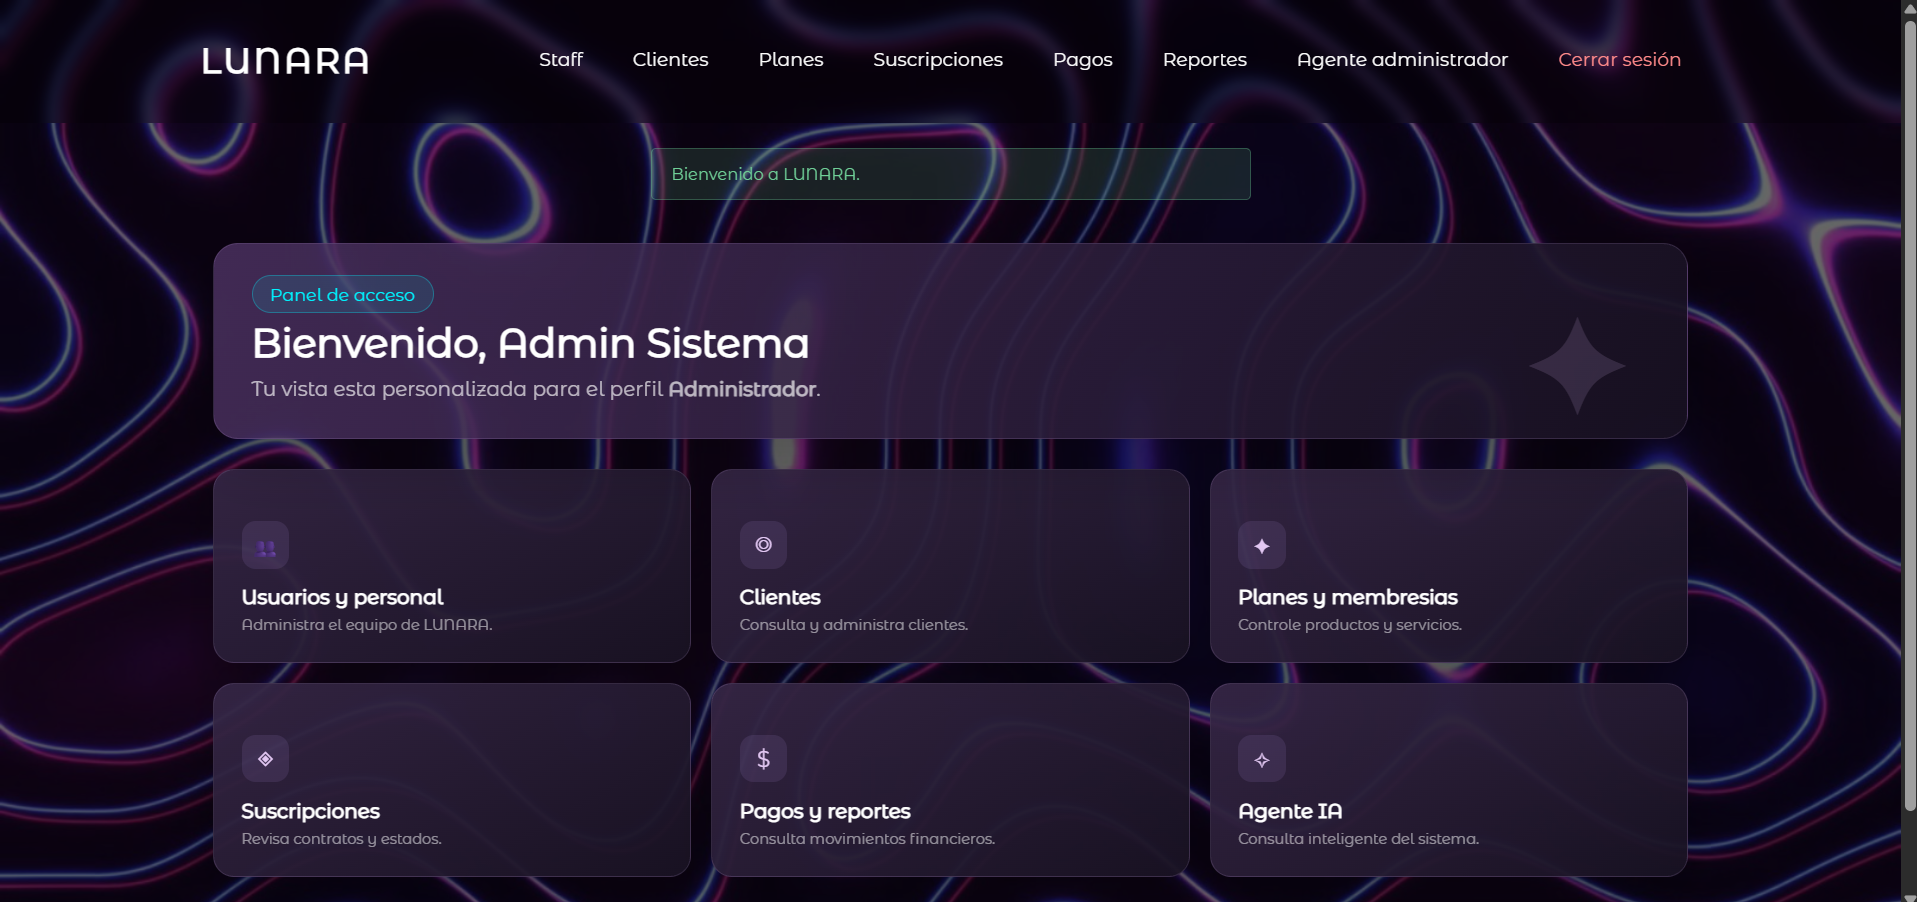 LUNARA
Staff Clientes Planes Suscripciones Pagos Reportes Agente administrador Cerrar sesión
Bienvenido a LUNARA.
Panel de acceso
Bienvenido, Admin Sistema
Tu vista esta personalizada para el perfil Administrador.
Usuarios y personal
Administra el equipo de LUNARA.
Clientes
Consulta y administra clientes.
Planes y membresias
Controle productos y servicios.
Suscripciones
Revisa contratos y estados.
$
Pagos y reportes
Consulta movimientos financieros.
Agente IA
Consulta inteligente del sistema.